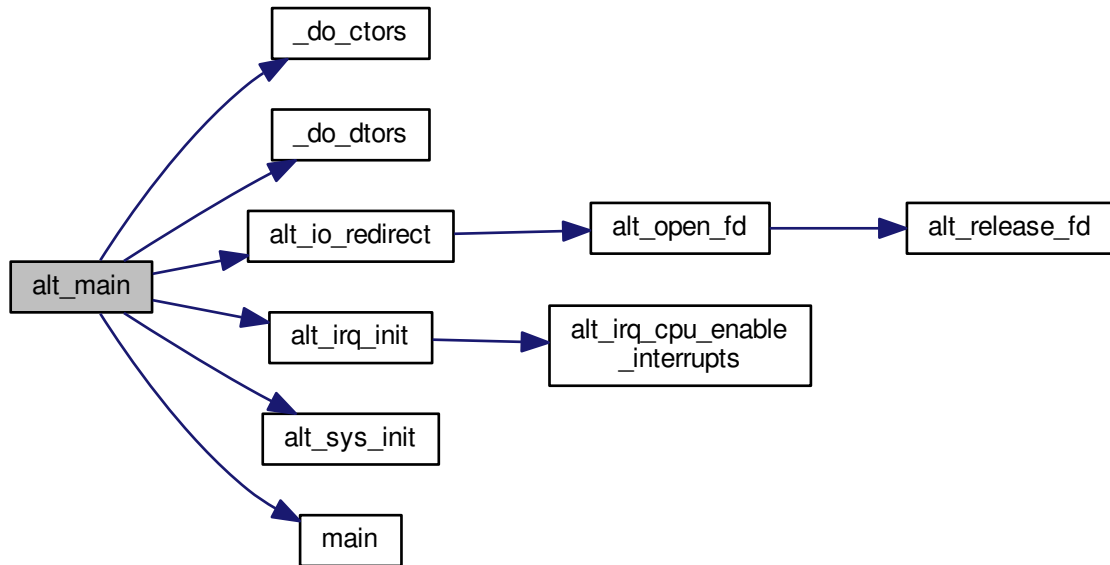 _do_ctors
_do_dtors
alt_io_redirect
alt_open_fd
alt_release_fd
alt_main
alt_irq_init
alt_irq_cpu_enable
_interrupts
alt_sys_init
main